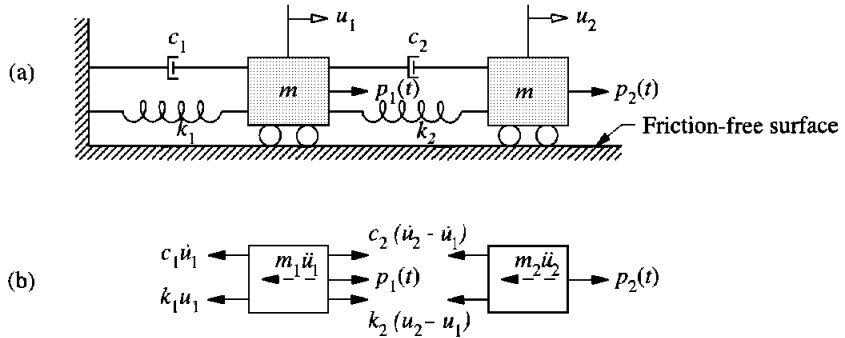 u₁
u₂
c₁
c₂
(a)
m
p₁(t)
m
p₂(t)
k₁
k₂
Friction-free surface
c₂ (u̇₂ - u̇₁)
c₁u̇₁
m₁ü₁
m₂ü₂
(b)
p₁(t)
p₂(t)
k₁u₁
k₂ (u₂ – u₁)